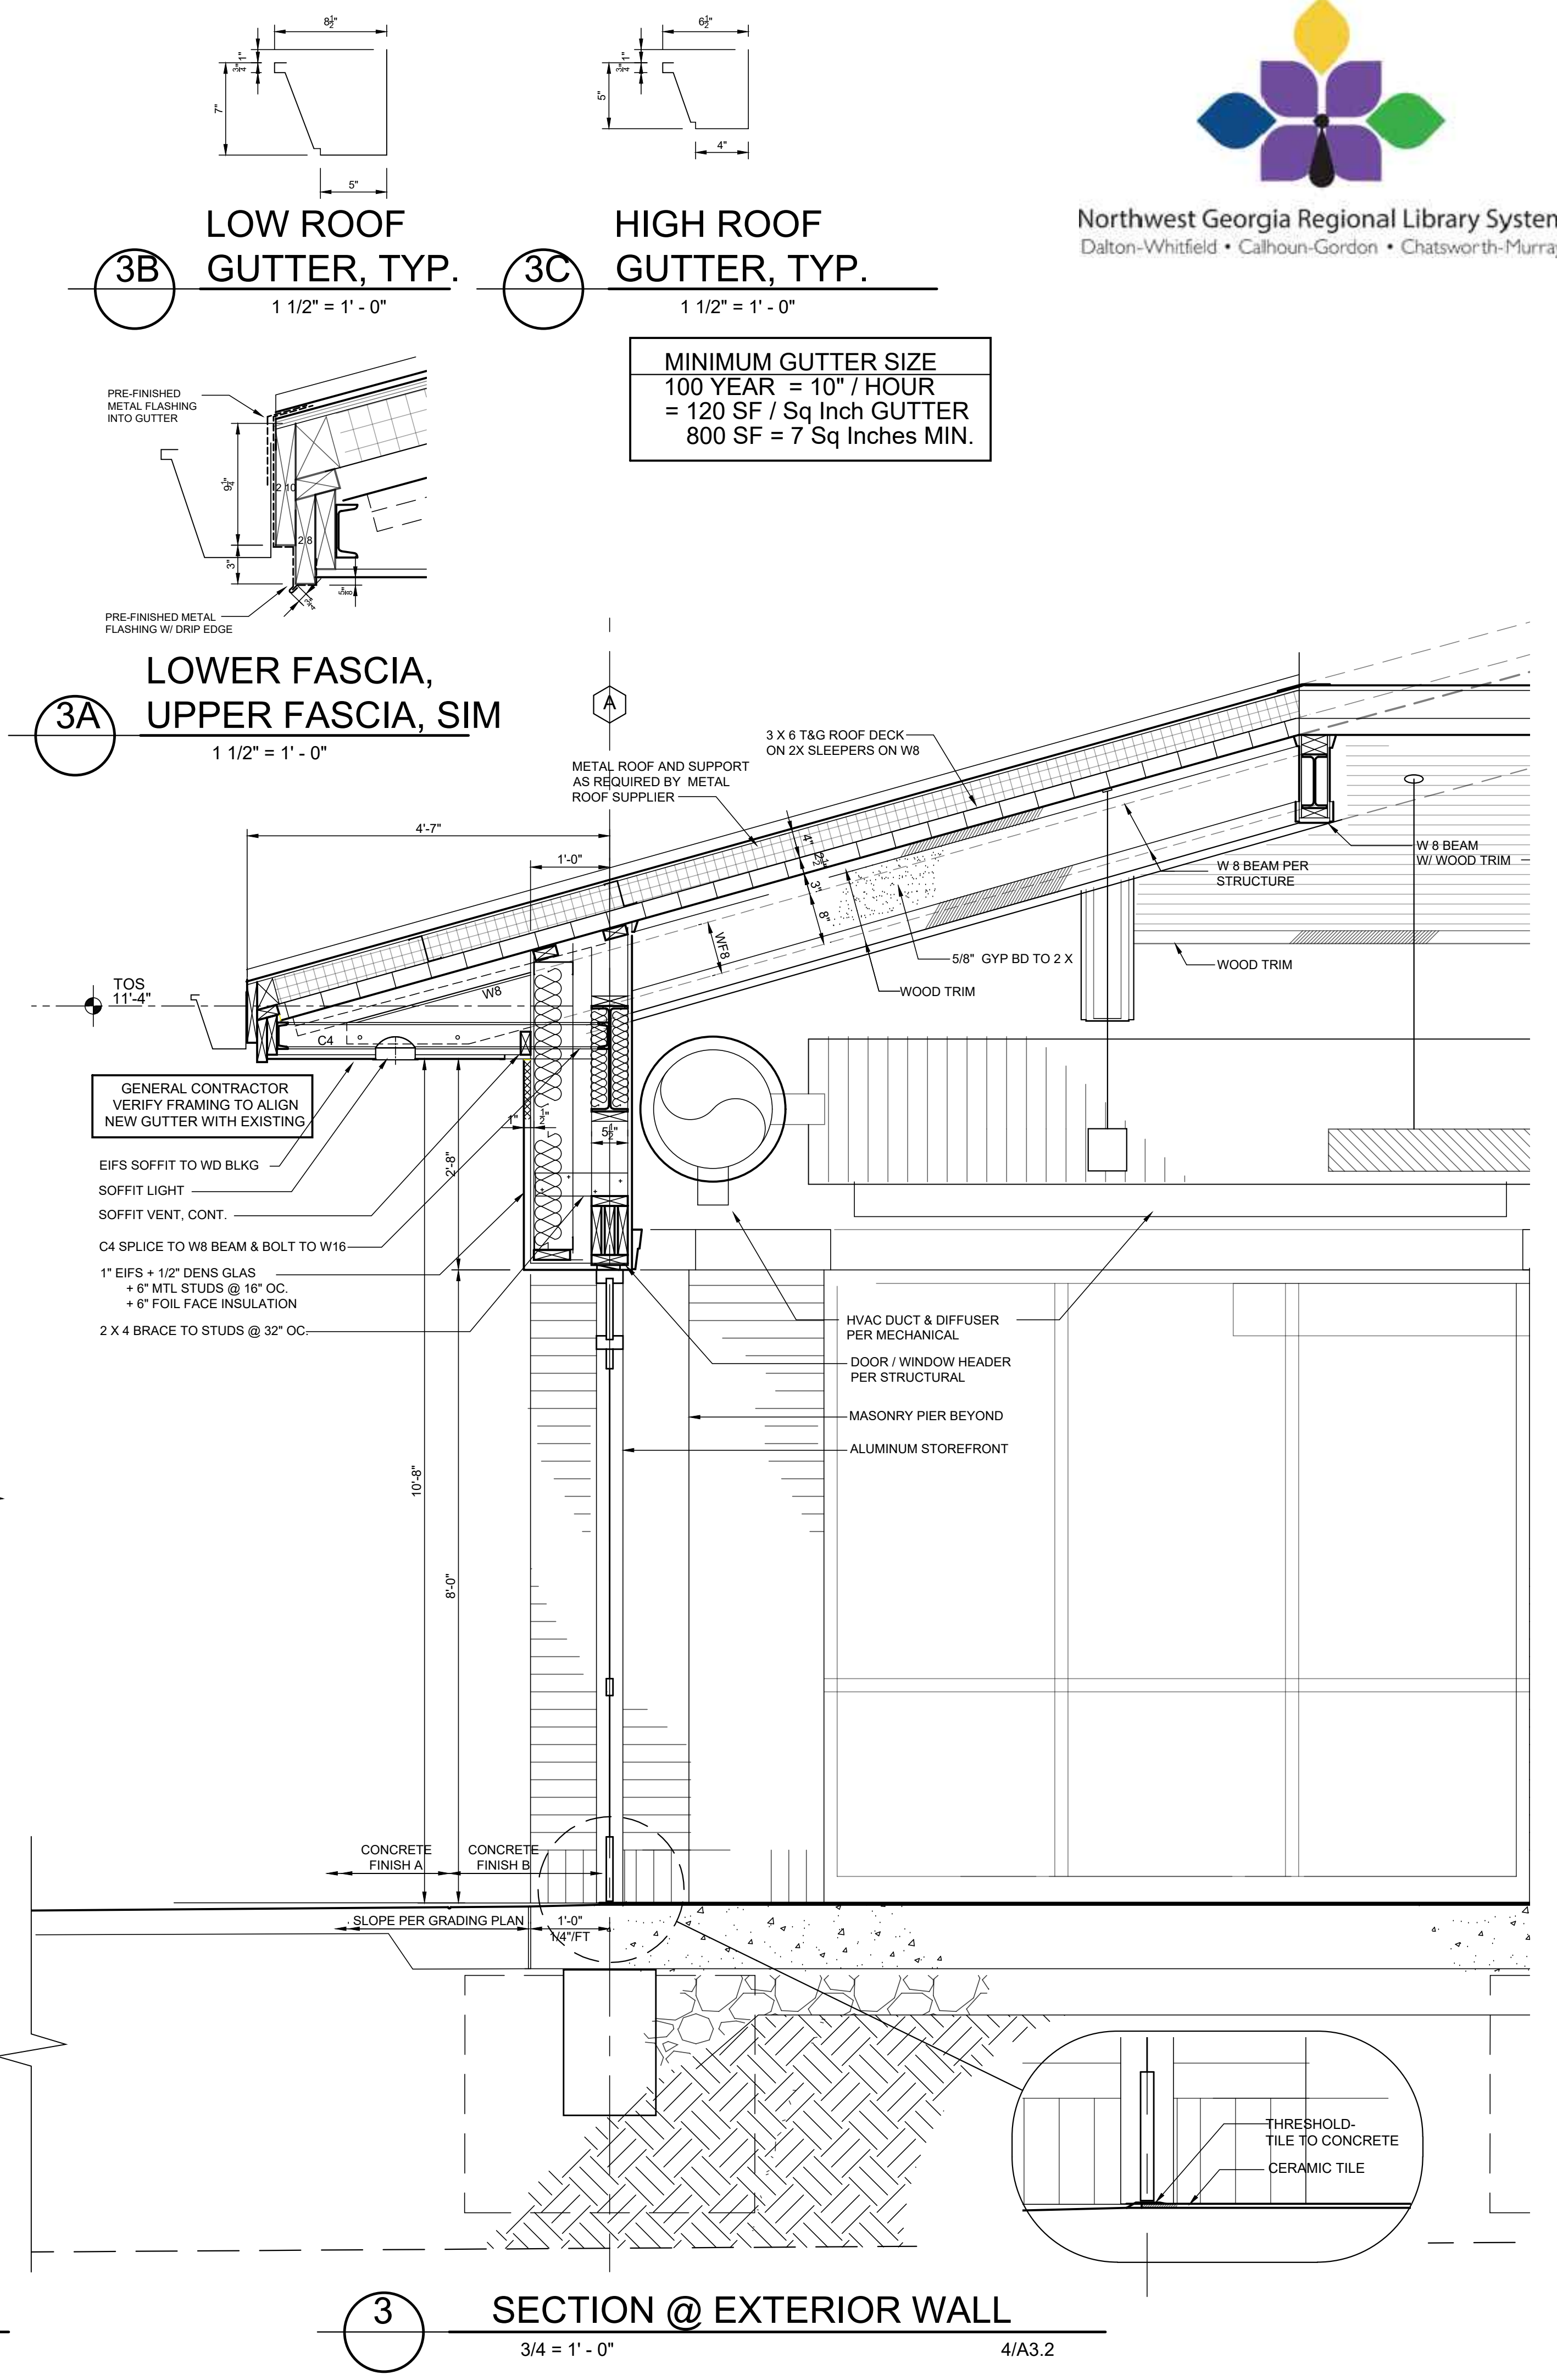 8½"
1"
3/4"
7"
5"
LOW ROOF
GUTTER, TYP.
3B
1 1/2" = 1' - 0"
6½"
1"
3/4"
5"
4"
HIGH ROOF
GUTTER, TYP.
3C
1 1/2" = 1' - 0"
Northwest Georgia Regional Library System
Dalton-Whitfield • Calhoun-Gordon • Chatsworth-Murray
MINIMUM GUTTER SIZE
100 YEAR = 10" / HOUR
= 120 SF / Sq Inch GUTTER
800 SF = 7 Sq Inches MIN.
PRE-FINISHED
METAL FLASHING
INTO GUTTER
9¼"
2 10
2 8
3"
PRE-FINISHED METAL
FLASHING W/ DRIP EDGE
LOWER FASCIA,
UPPER FASCIA, SIM
3A
1 1/2" = 1' - 0"
A
3 X 6 T&G ROOF DECK
ON 2X SLEEPERS ON W8
METAL ROOF AND SUPPORT
AS REQUIRED BY METAL
ROOF SUPPLIER
4'-7"
1'-0"
4"
2½"
3"
8"
WF8
W 8 BEAM
W/ WOOD TRIM
W 8 BEAM PER
STRUCTURE
5/8" GYP BD TO 2 X
WOOD TRIM
WOOD TRIM
TOS
11'-4"
W8
C4
GENERAL CONTRACTOR
VERIFY FRAMING TO ALIGN
NEW GUTTER WITH EXISTING
1"
½"
5½"
2'-8"
EIFS SOFFIT TO WD BLKG
SOFFIT LIGHT
SOFFIT VENT, CONT.
C4 SPLICE TO W8 BEAM & BOLT TO W16
1" EIFS + 1/2" DENS GLAS
+ 6" MTL STUDS @ 16" OC.
+ 6" FOIL FACE INSULATION
2 X 4 BRACE TO STUDS @ 32" OC.
HVAC DUCT & DIFFUSER
PER MECHANICAL
DOOR / WINDOW HEADER
PER STRUCTURAL
MASONRY PIER BEYOND
ALUMINUM STOREFRONT
10'-8"
8'-0"
CONCRETE
FINISH A
CONCRETE
FINISH B
SLOPE PER GRADING PLAN
1'-0"
1/4"/FT
THRESHOLD-
TILE TO CONCRETE
CERAMIC TILE
3
SECTION @ EXTERIOR WALL
3/4 = 1' - 0"
4/A3.2